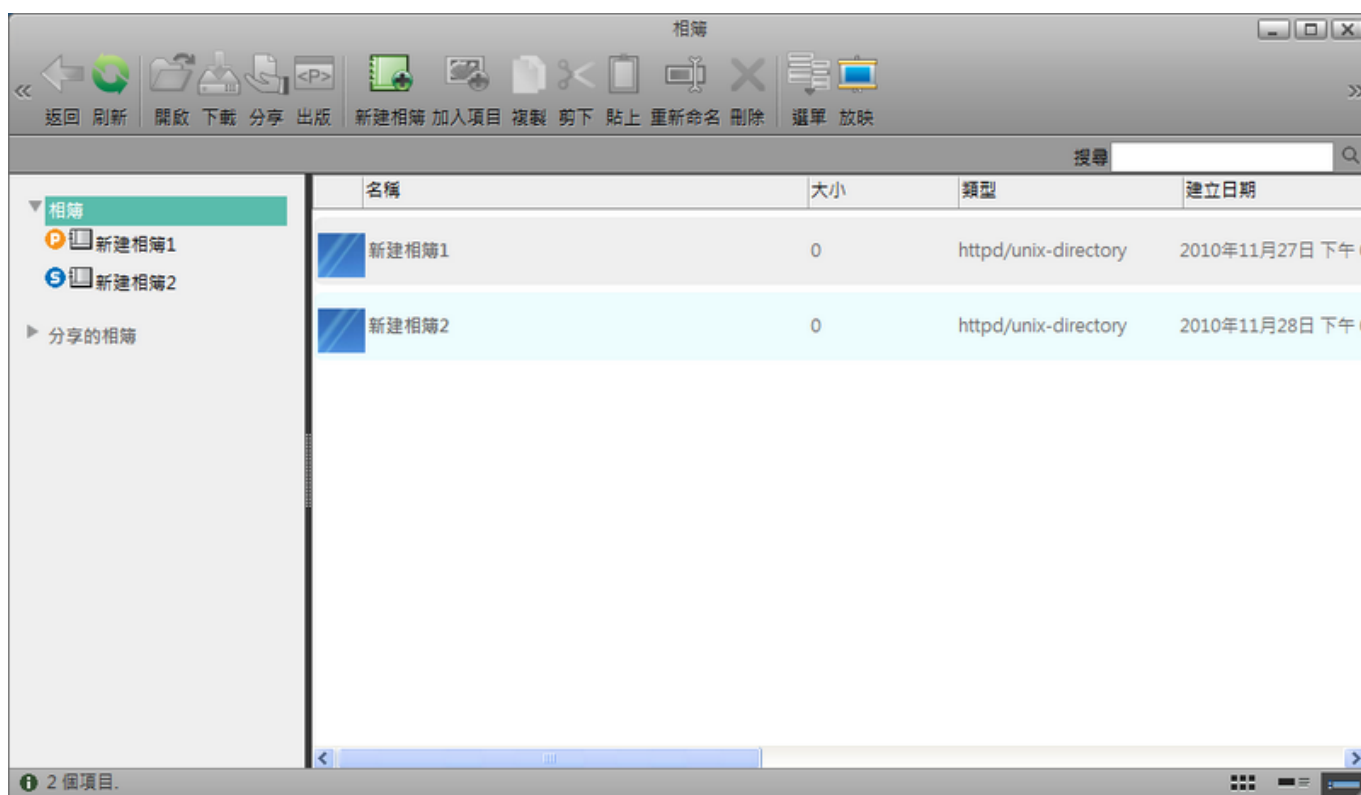 相簿
返回 刷新 開啟 下載 分享 <P> 出版 新建相簿 加入項目 複製 剪下 貼上 重新命名 刪除 選單 放映
搜尋
相簿
P 新建相簿1
S 新建相簿2
分享的相簿
名稱 大小 類型 建立日期
新建相簿1 0 httpd/unix-directory 2010年11月27日 下午
新建相簿2 0 httpd/unix-directory 2010年11月28日 下午
2 個項目.